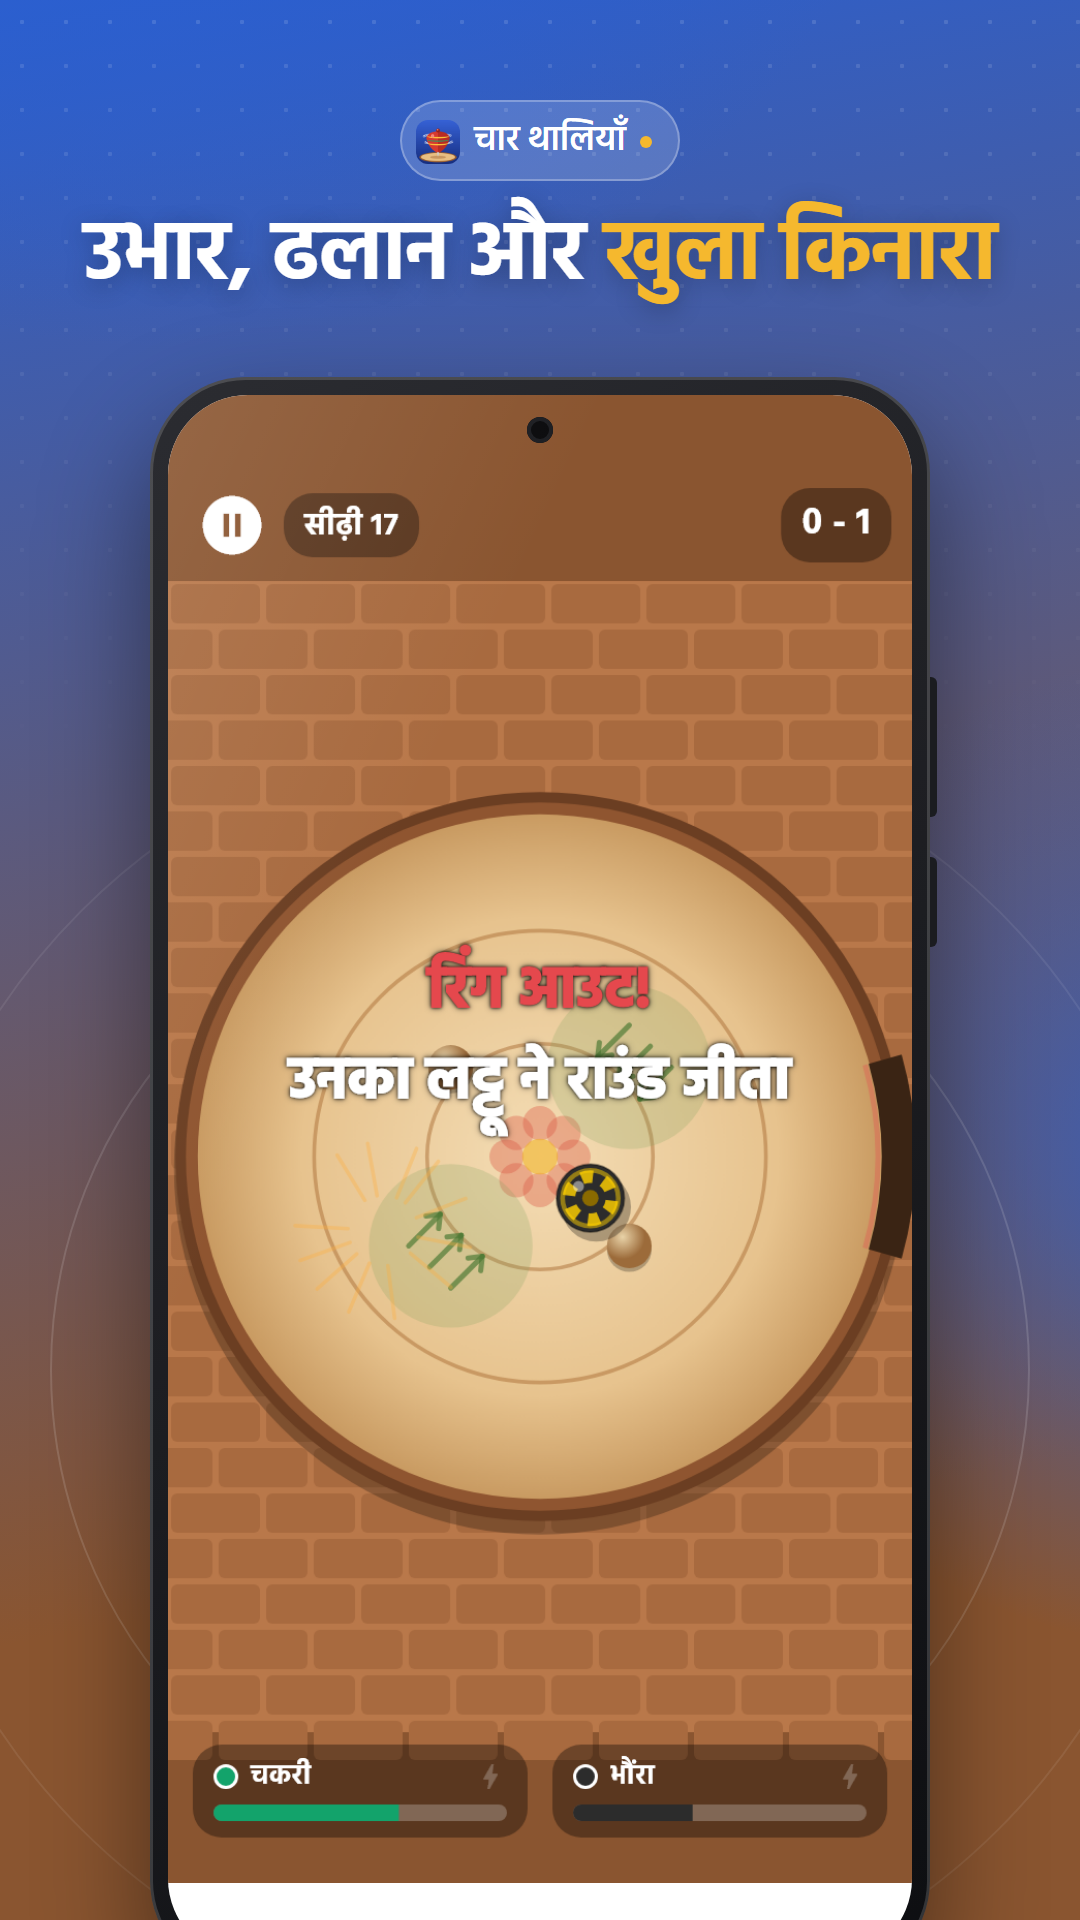 चार थालियाँ
उभार, ढलान और खुला किनारा
सीढ़ी 17
0 - 1
रिंग आउट!
उनका लट्टू ने राउंड जीता
चकरी
भौंरा